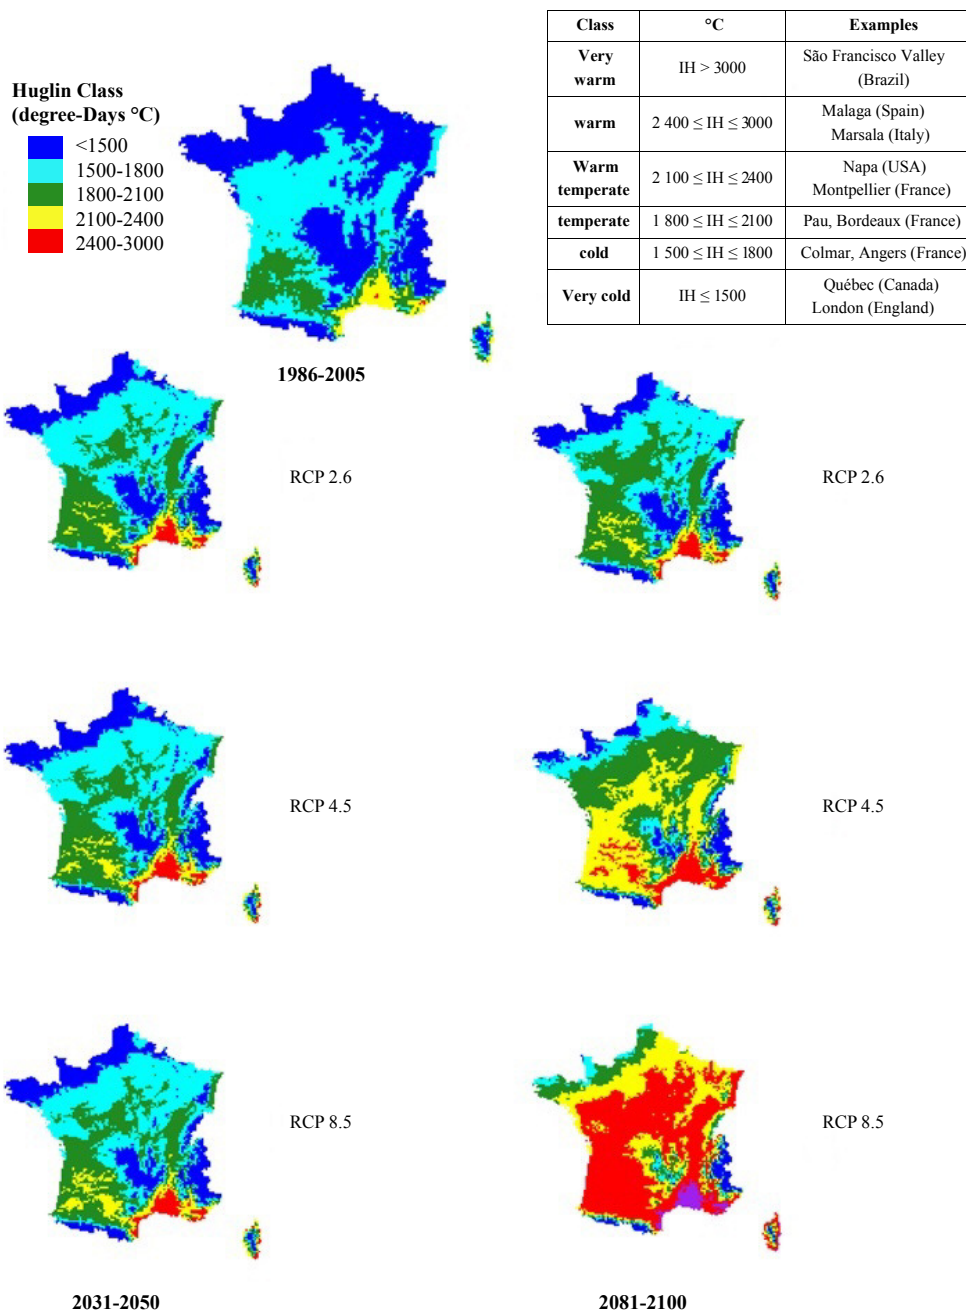 Huglin Class
(degree-Days °C)
<1500
1500-1800
1800-2100
2100-2400
2400-3000
Class °C Examples
Very warm IH > 3000 São Francisco Valley (Brazil)
warm 2 400 ≤ IH ≤ 3000 Malaga (Spain) Marsala (Italy)
Warm temperate 2 100 ≤ IH ≤ 2400 Napa (USA) Montpellier (France)
temperate 1 800 ≤ IH ≤ 2100 Pau, Bordeaux (France)
cold 1 500 ≤ IH ≤ 1800 Colmar, Angers (France)
Very cold IH ≤ 1500 Québec (Canada) London (England)
1986-2005
RCP 2.6
RCP 2.6
RCP 4.5
RCP 4.5
RCP 8.5
RCP 8.5
2031-2050
2081-2100